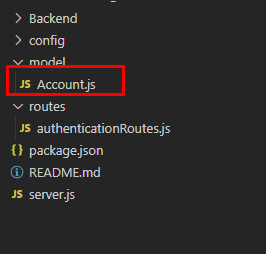 Backend
config
model
JS Account.js
routes
JS authenticationRoutes.js
{} package.json
README.md
JS server.js